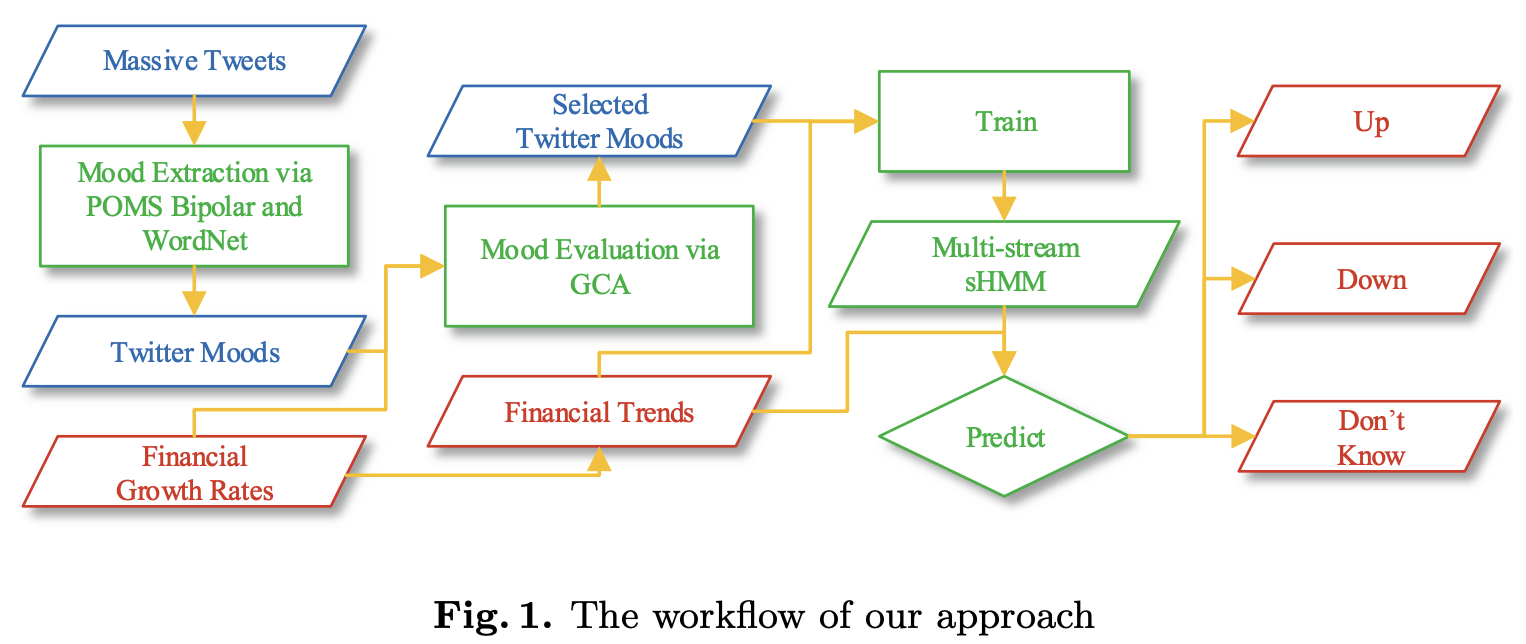 Massive Tweets
Mood Extraction via
POMS Bipolar and
WordNet
Twitter Moods
Financial
Growth Rates
Selected
Twitter Moods
Mood Evaluation via
GCA
Financial Trends
Train
Multi-stream
sHMM
Predict
Up
Down
Don’t
Know
Fig. 1. The workflow of our approach